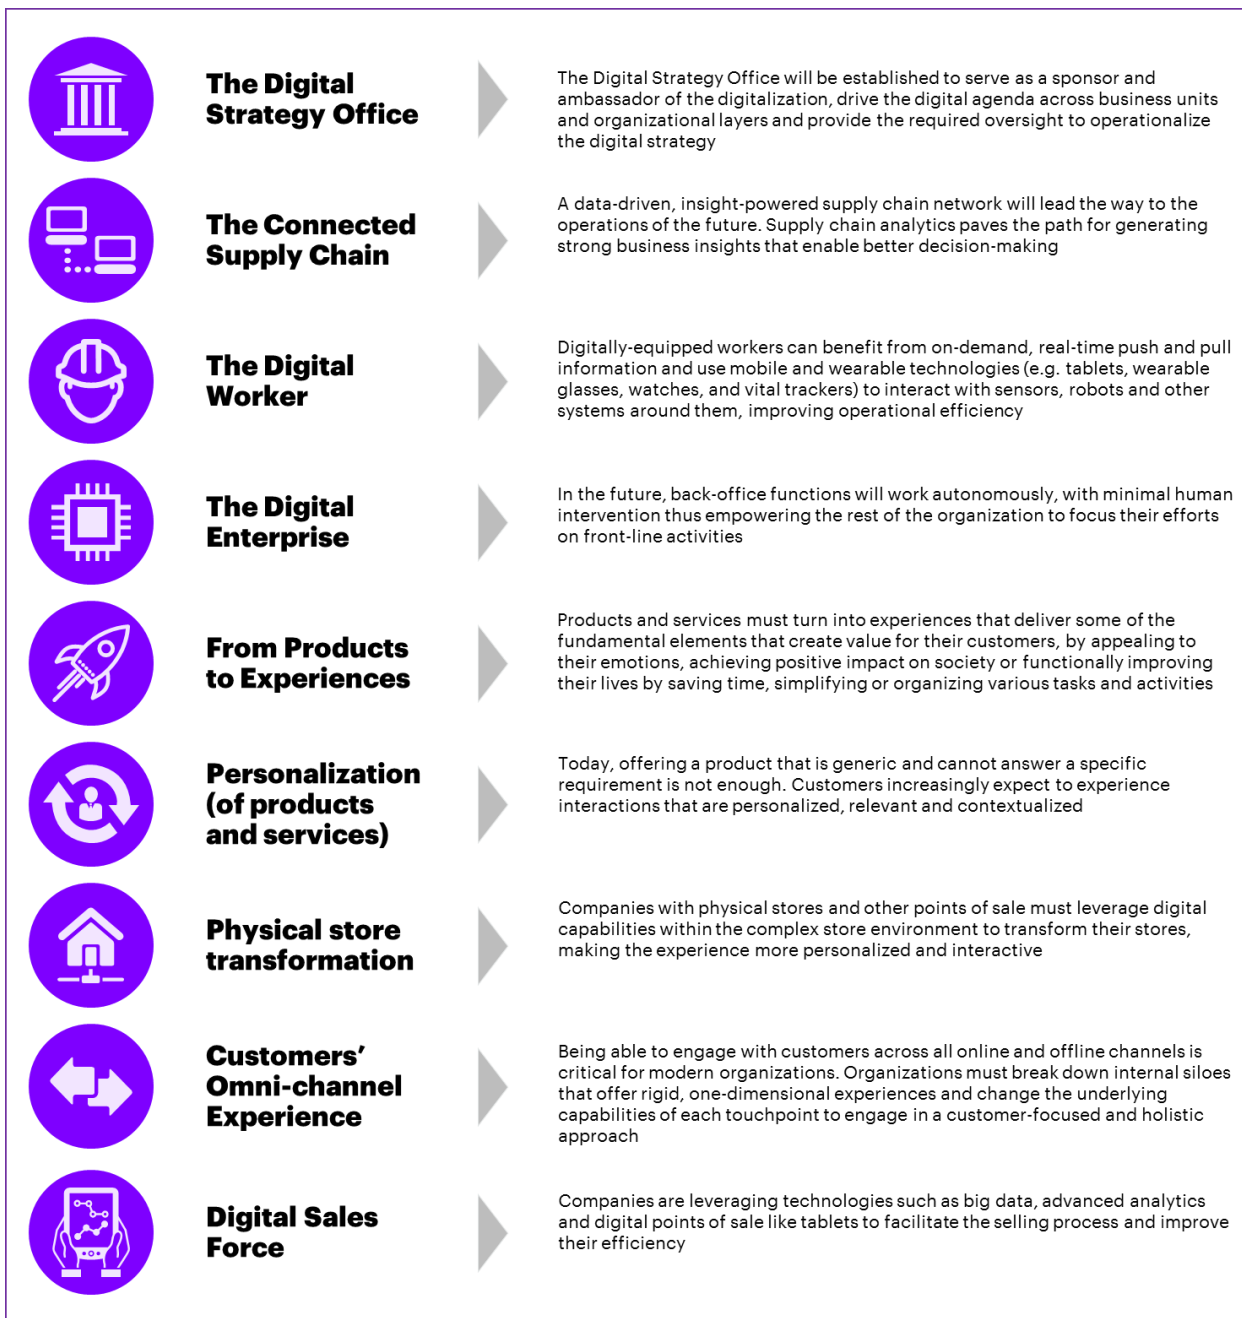 The Digital
Strategy Office
The Digital Strategy Office will be established to serve as a sponsor and
ambassador of the digitalization, drive the digital agenda across business units
and organizational layers and provide the required oversight to operationalize
the digital strategy
The Connected
Supply Chain
A data-driven, insight-powered supply chain network will lead the way to the
operations of the future. Supply chain analytics paves the path for generating
strong business insights that enable better decision-making
The Digital
Worker
Digitally-equipped workers can benefit from on-demand, real-time push and pull
information and use mobile and wearable technologies (e.g. tablets, wearable
glasses, watches, and vital trackers) to interact with sensors, robots and other
systems around them, improving operational efficiency
The Digital
Enterprise
In the future, back-office functions will work autonomously, with minimal human
intervention thus empowering the rest of the organization to focus their efforts
on front-line activities
From Products
to Experiences
Products and services must turn into experiences that deliver some of the
fundamental elements that create value for their customers, by appealing to
their emotions, achieving positive impact on society or functionally improving
their lives by saving time, simplifying or organizing various tasks and activities
Personalization
(of products
and services)
Today, offering a product that is generic and cannot answer a specific
requirement is not enough. Customers increasingly expect to experience
interactions that are personalized, relevant and contextualized
Physical store
transformation
Companies with physical stores and other points of sale must leverage digital
capabilities within the complex store environment to transform their stores,
making the experience more personalized and interactive
Customers’
Omni-channel
Experience
Being able to engage with customers across all online and offline channels is
critical for modern organizations. Organizations must break down internal siloes
that offer rigid, one-dimensional experiences and change the underlying
capabilities of each touchpoint to engage in a customer-focused and holistic
approach
Digital Sales
Force
Companies are leveraging technologies such as big data, advanced analytics
and digital points of sale like tablets to facilitate the selling process and improve
their efficiency